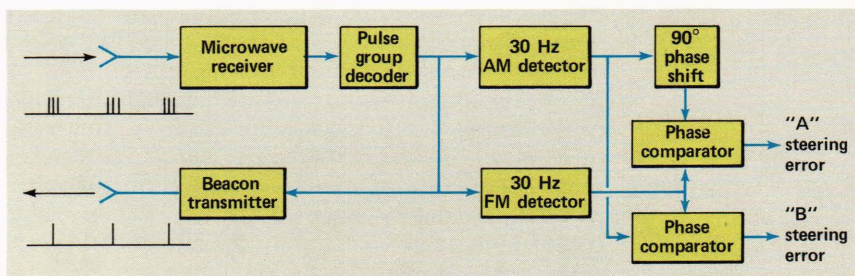 Microwave
receiver
Pulse
group
decoder
30 Hz
AM detector
90°
phase
shift
Phase
comparator
"A"
steering
error
Beacon
transmitter
30 Hz
FM detector
Phase
comparator
"B"
steering
error